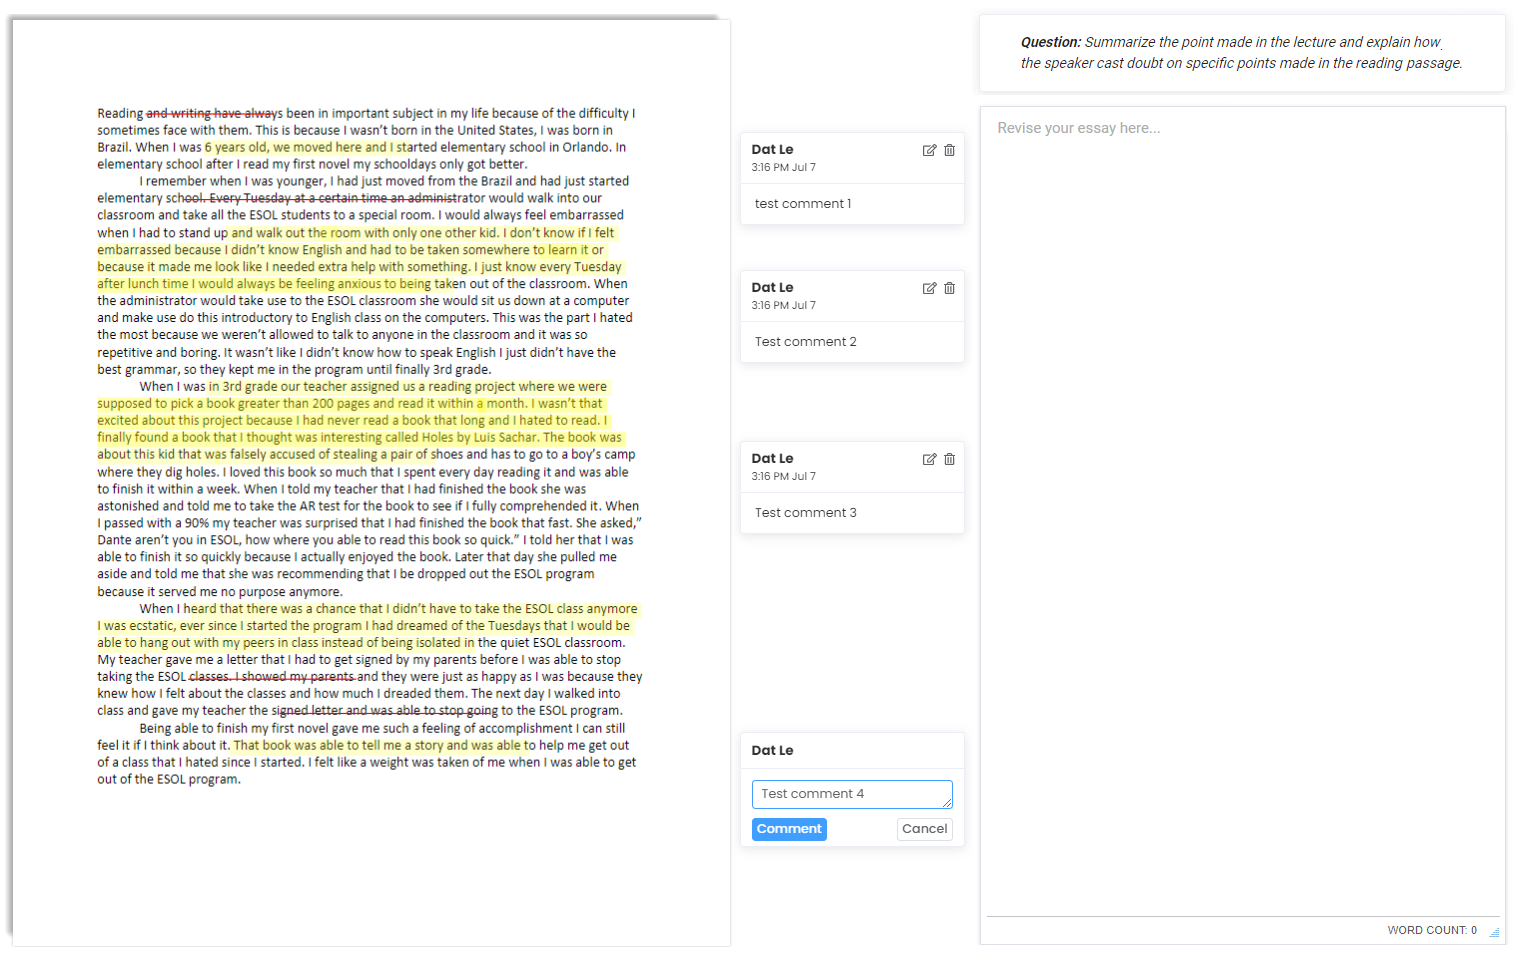 Reading and writing have always been in important subject in my life because of the difficulty I
sometimes face with them. This is because I wasn't born in the United States, I was born in
Brazil. When I was 6 years old, we moved here and I started elementary school in Orlando. In
elementary school after I read my first novel my schooldays only got better.
I remember when I was younger, I had just moved from the Brazil and had just started
elementary school. Every Tuesday at a certain time an administrator would walk into our
classroom and take all the ESOL students to a special room. I would always feel embarrassed
when I had to stand up and walk out the room with only one other kid. I don't know if I felt
embarrassed because I didn't know English and had to be taken somewhere to learn it or
because it made me look like I needed extra help with something. I just know every Tuesday
after lunch time I would always be feeling anxious to being taken out of the classroom. When
the administrator would take use to the ESOL classroom she would sit us down at a computer
and make use do this introductory to English class on the computers. This was the part I hated
the most because we weren't allowed to talk to anyone in the classroom and it was so
repetitive and boring. It wasn't like I didn't know how to speak English I just didn't have the
best grammar, so they kept me in the program until finally 3rd grade.
When I was in 3rd grade our teacher assigned us a reading project where we were
supposed to pick a book greater than 200 pages and read it within a month. I wasn't that
excited about this project because I had never read a book that long and I hated to read. I
finally found a book that I thought was interesting called Holes by Luis Sachar. The book was
about this kid that was falsely accused of stealing a pair of shoes and has to go to a boy's camp
where they dig holes. I loved this book so much that I spent every day reading it and was able
to finish it within a week. When I told my teacher that I had finished the book she was
astonished and told me to take the AR test for the book to see if I fully comprehended it. When
I passed with a 90% my teacher was surprised that I had finished the book that fast. She asked,"
Dante aren't you in ESOL, how where you able to read this book so quick." I told her that I was
able to finish it so quickly because I actually enjoyed the book. Later that day she pulled me
aside and told me that she was recommending that I be dropped out the ESOL program
because it served me no purpose anymore.
When I heard that there was a chance that I didn't have to take the ESOL class anymore
I was ecstatic, ever since I started the program I had dreamed of the Tuesdays that I would be
able to hang out with my peers in class instead of being isolated in the quiet ESOL classroom.
My teacher gave me a letter that I had to get signed by my parents before I was able to stop
taking the ESOL classes. I showed my parents and they were just as happy as I was because they
knew how I felt about the classes and how much I dreaded them. The next day I walked into
class and gave my teacher the signed letter and was able to stop going to the ESOL program.
Being able to finish my first novel gave me such a feeling of accomplishment I can still
feel it if I think about it. That book was able to tell me a story and was able to help me get out
of a class that I hated since I started. I felt like a weight was taken of me when I was able to get
out of the ESOL program.
Dat Le
3:16 PM Jul 7
test comment 1
Dat Le
3:16 PM Jul 7
Test comment 2
Dat Le
3:16 PM Jul 7
Test comment 3
Dat Le
Test comment 4
Comment Cancel
Question: Summarize the point made in the lecture and explain how
the speaker cast doubt on specific points made in the reading passage.
Revise your essay here...
WORD COUNT: 0